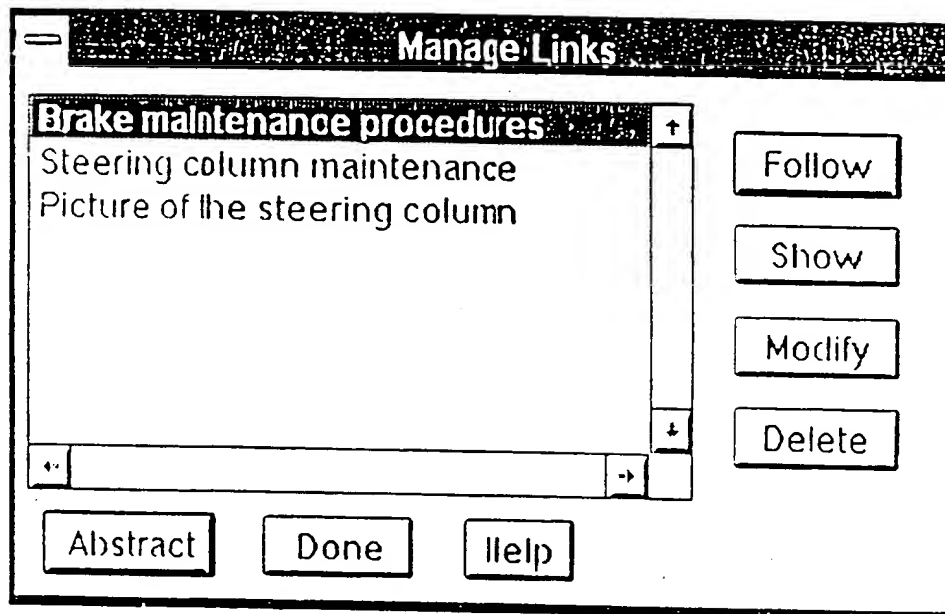 Manage Links
Brake maintenance procedures
Steering column maintenance
Picture of the steering column
Follow
Show
Modify
Delete
Abstract
Done
Help